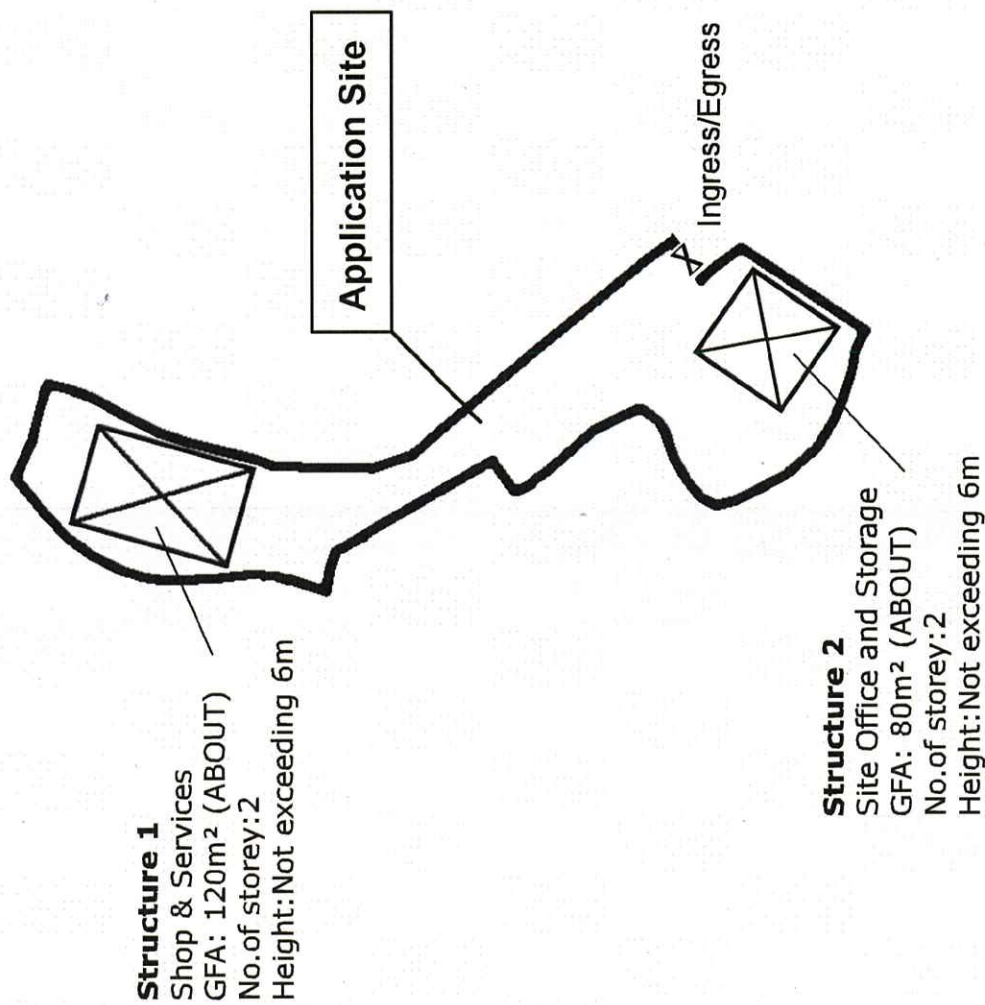 Structure 1
Shop & Services
GFA: 120m² (ABOUT)
No.of storey:2
Height:Not exceeding 6m
Application Site
Ingress/Egress
Structure 2
Site Office and Storage
GFA: 80m² (ABOUT)
No.of storey:2
Height:Not exceeding 6m